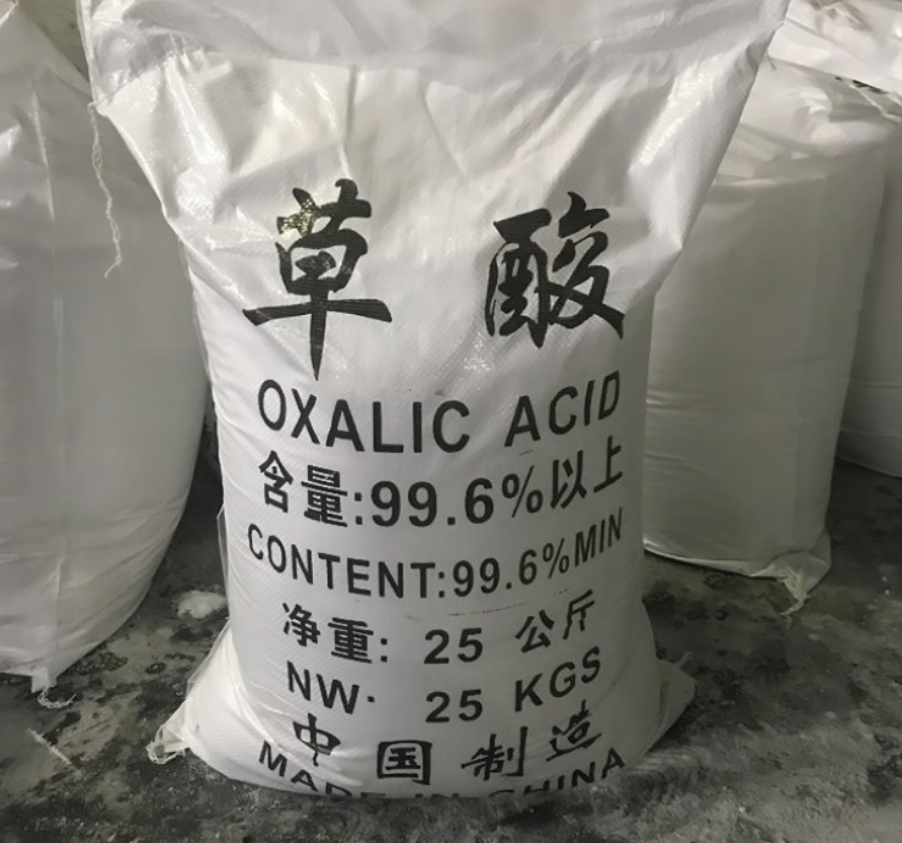 草 酸
OXALIC ACID
含量:99.6%以上
CONTENT:99.6%MIN
净重: 25 公斤
NW· 25 KGS
中国制造
MADE IN CHINA